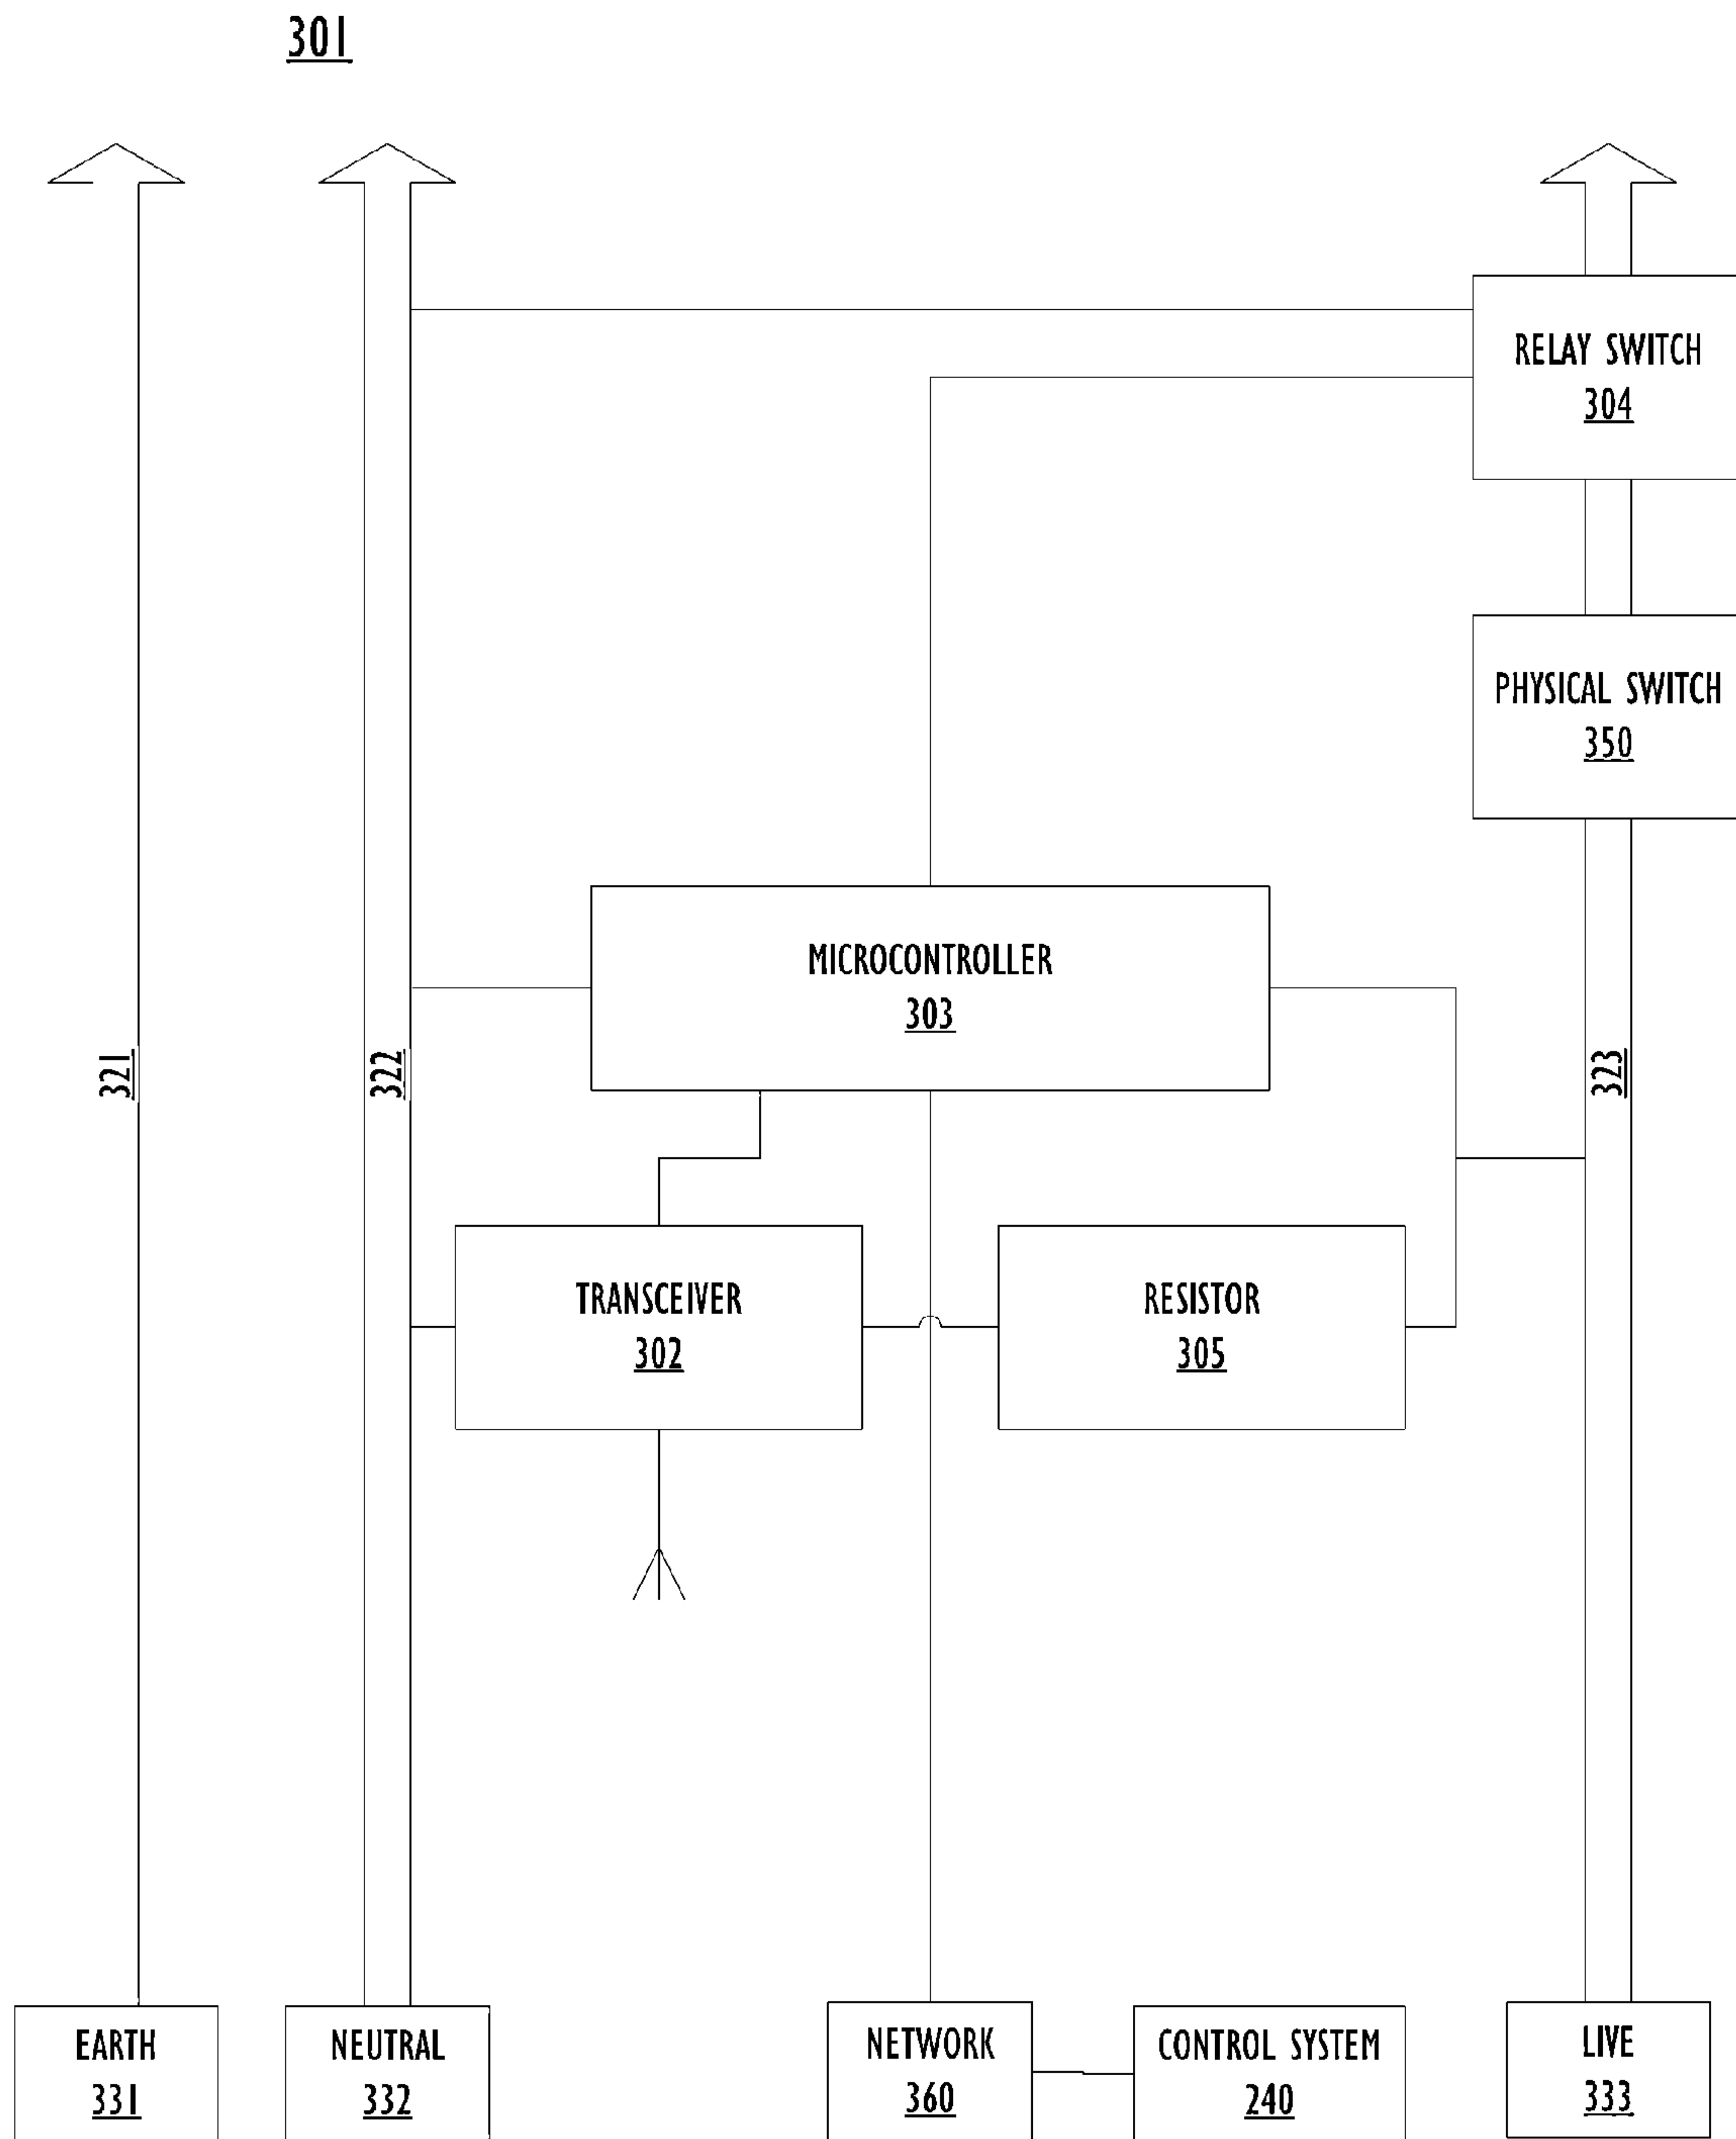 301
RELAY SWITCH
304
PHYSICAL SWITCH
350
MICROCONTROLLER
303
321
322
323
TRANSCEIVER
302
RESISTOR
305
EARTH
331
NEUTRAL
332
NETWORK
360
CONTROL SYSTEM
240
LIVE
333